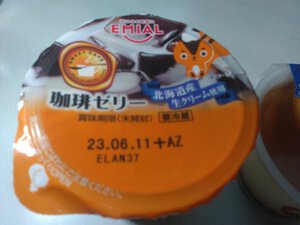 EMIAL
北海道産
生クリーム使用
珈琲ゼリー
賞味期限(未開封) 要冷蔵
23.06.11+AZ
ELAN37
OPEN